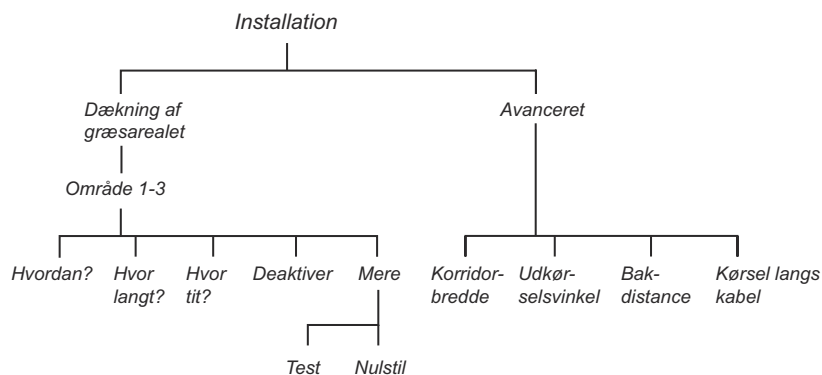 Installation
Dækning af
græsarealet
Avanceret
Område 1-3
Hvordan?
Hvor
langt?
Hvor
tit?
Deaktiver
Mere
Korridor-
bredde
Udkør-
selsvinkel
Bak-
distance
Kørsel langs
kabel
Test
Nulstil